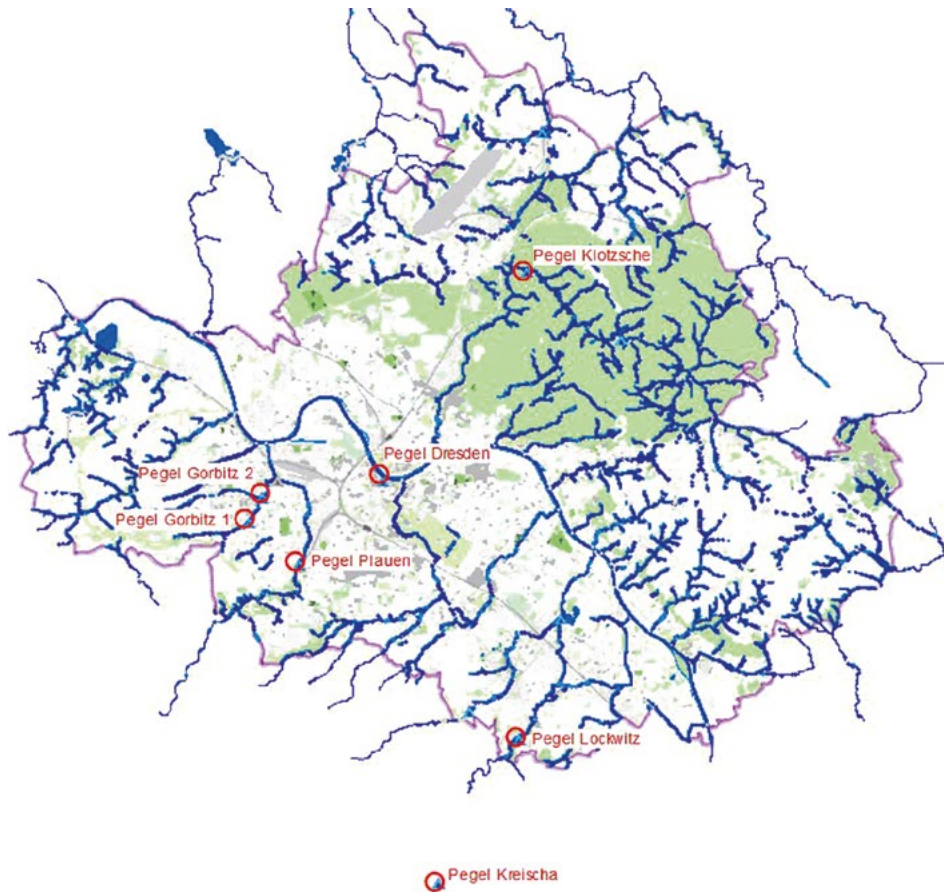 Pegel Klotzsche
Pegel Dresden
Pegel Gorbitz 2
Pegel Gorbitz 1
Pegel Plauen
Pegel Lockwitz
Pegel Kreischa